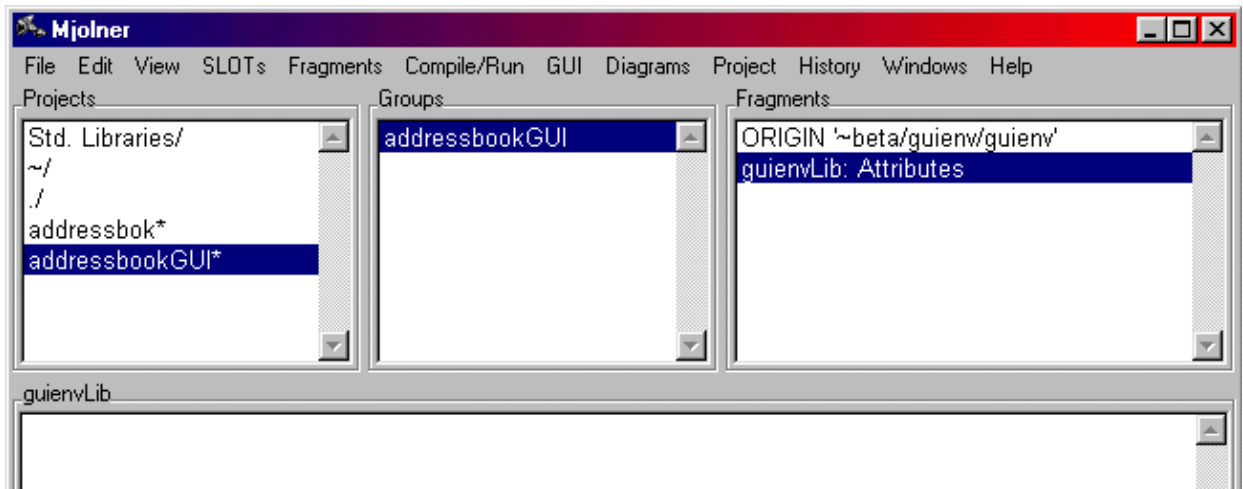 Mjolner
File Edit View SLOTs Fragments Compile/Run GUI Diagrams Project History Windows Help
Projects
Std. Libraries/
~/
./
addressbok*
addressbookGUI*
Groups
addressbookGUI
Fragments
ORIGIN '~beta/guienv/guienv'
guienvLib: Attributes
guienvLib